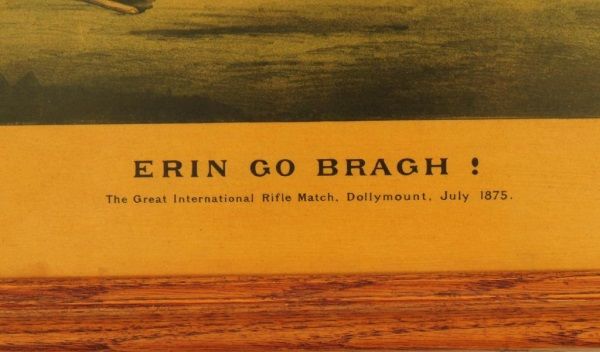 ERIN GO BRAGH !
The Great International Rifle Match, Dollymount, July 1875.